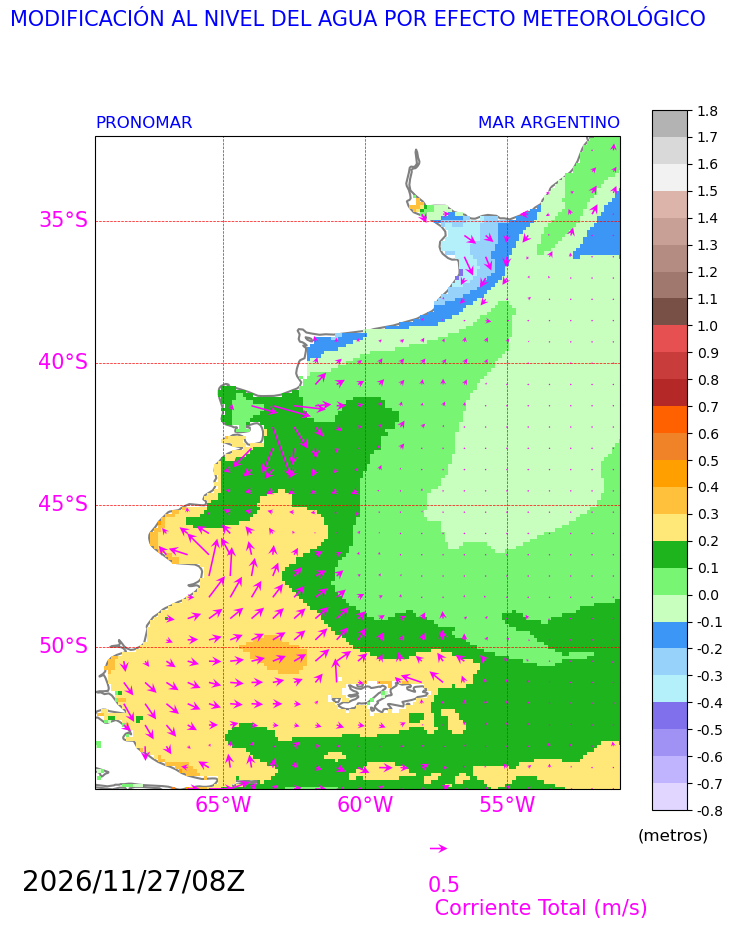 MODIFICACIÓN AL NIVEL DEL AGUA POR EFECTO METEOROLÓGICO
PRONOMAR
MAR ARGENTINO
35°S
40°S
45°S
50°S
65°W
60°W
55°W
1.8
1.7
1.6
1.5
1.4
1.3
1.2
1.1
1.0
0.9
0.8
0.7
0.6
0.5
0.4
0.3
0.2
0.1
0.0
-0.1
-0.2
-0.3
-0.4
-0.5
-0.6
-0.7
-0.8
(metros)
2026/11/27/08Z
0.5
Corriente Total (m/s)